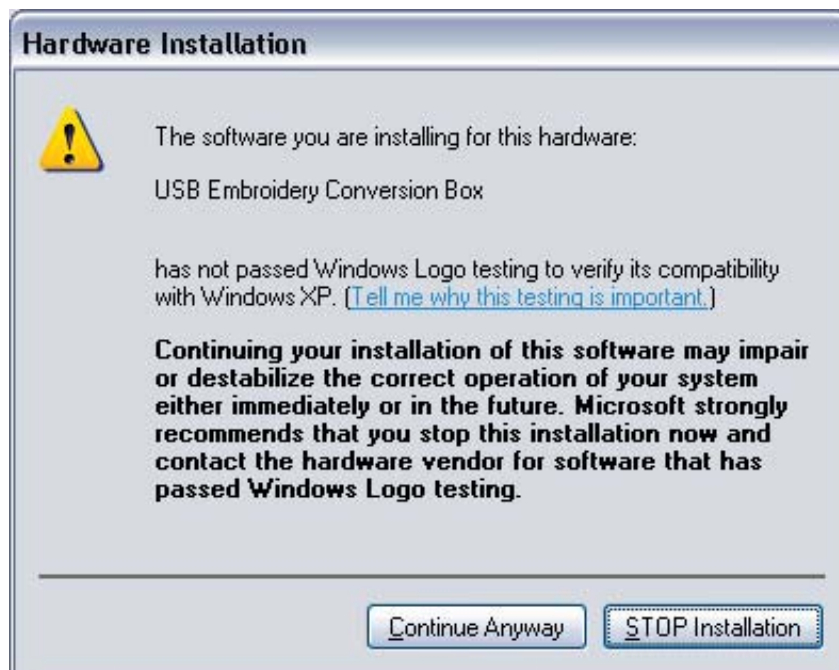 Hardware Installation
The software you are installing for this hardware:
USB Embroidery Conversion Box
has not passed Windows Logo testing to verify its compatibility
with Windows XP. (Tell me why this testing is important.)
Continuing your installation of this software may impair
or destabilize the correct operation of your system
either immediately or in the future. Microsoft strongly
recommends that you stop this installation now and
contact the hardware vendor for software that has
passed Windows Logo testing.
Continue Anyway
STOP Installation